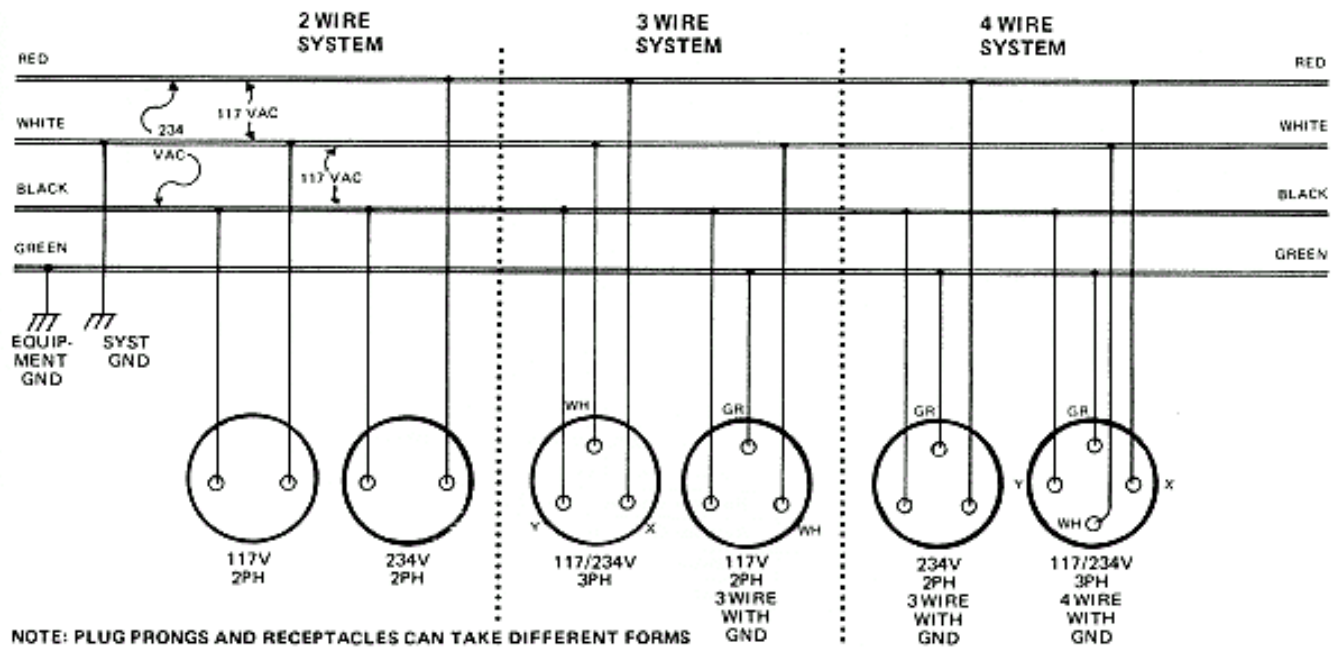 2 WIRE
SYSTEM
3 WIRE
SYSTEM
4 WIRE
SYSTEM
RED
RED
117 VAC
WHITE
234
VAC
WHITE
117 VAC
BLACK
BLACK
GREEN
GREEN
EQUIP-
MENT
GND
SYST
GND
WH
GR
GR
GR
Y
X
WH
Y
X
WH
117V
2PH
234V
2PH
117/234V
3PH
117V
2PH
3 WIRE
WITH
GND
234V
2PH
3 WIRE
WITH
GND
117/234V
3PH
4 WIRE
WITH
GND
NOTE: PLUG PRONGS AND RECEPTACLES CAN TAKE DIFFERENT FORMS